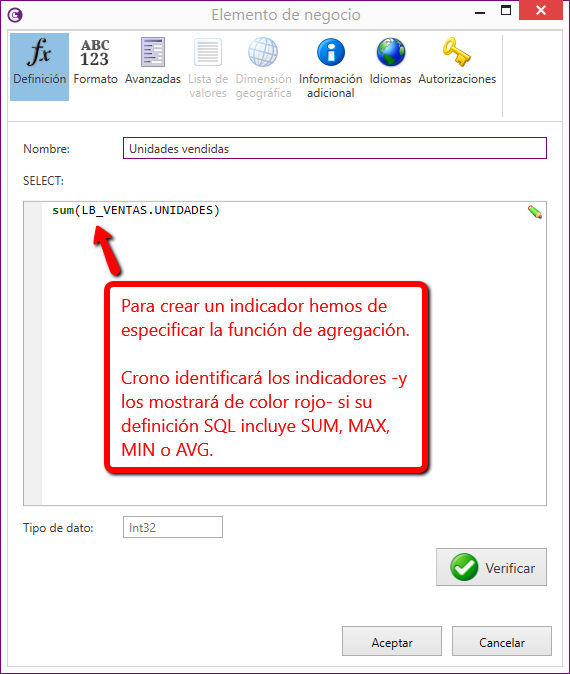 Elemento de negocio
fx
ABC
123
Definición
Formato
Avanzadas
Lista de
valores
Dimensión
geográfica
Información
adicional
Idiomas
Autorizaciones
Nombre:
Unidades vendidas
SELECT:
sum(LB_VENTAS.UNIDADES)
Para crear un indicador hemos de
especificar la función de agregación.
Crono identificará los indicadores -y
los mostrará de color rojo- si su
definición SQL incluye SUM, MAX,
MIN o AVG.
Tipo de dato:
Int32
Verificar
Aceptar
Cancelar